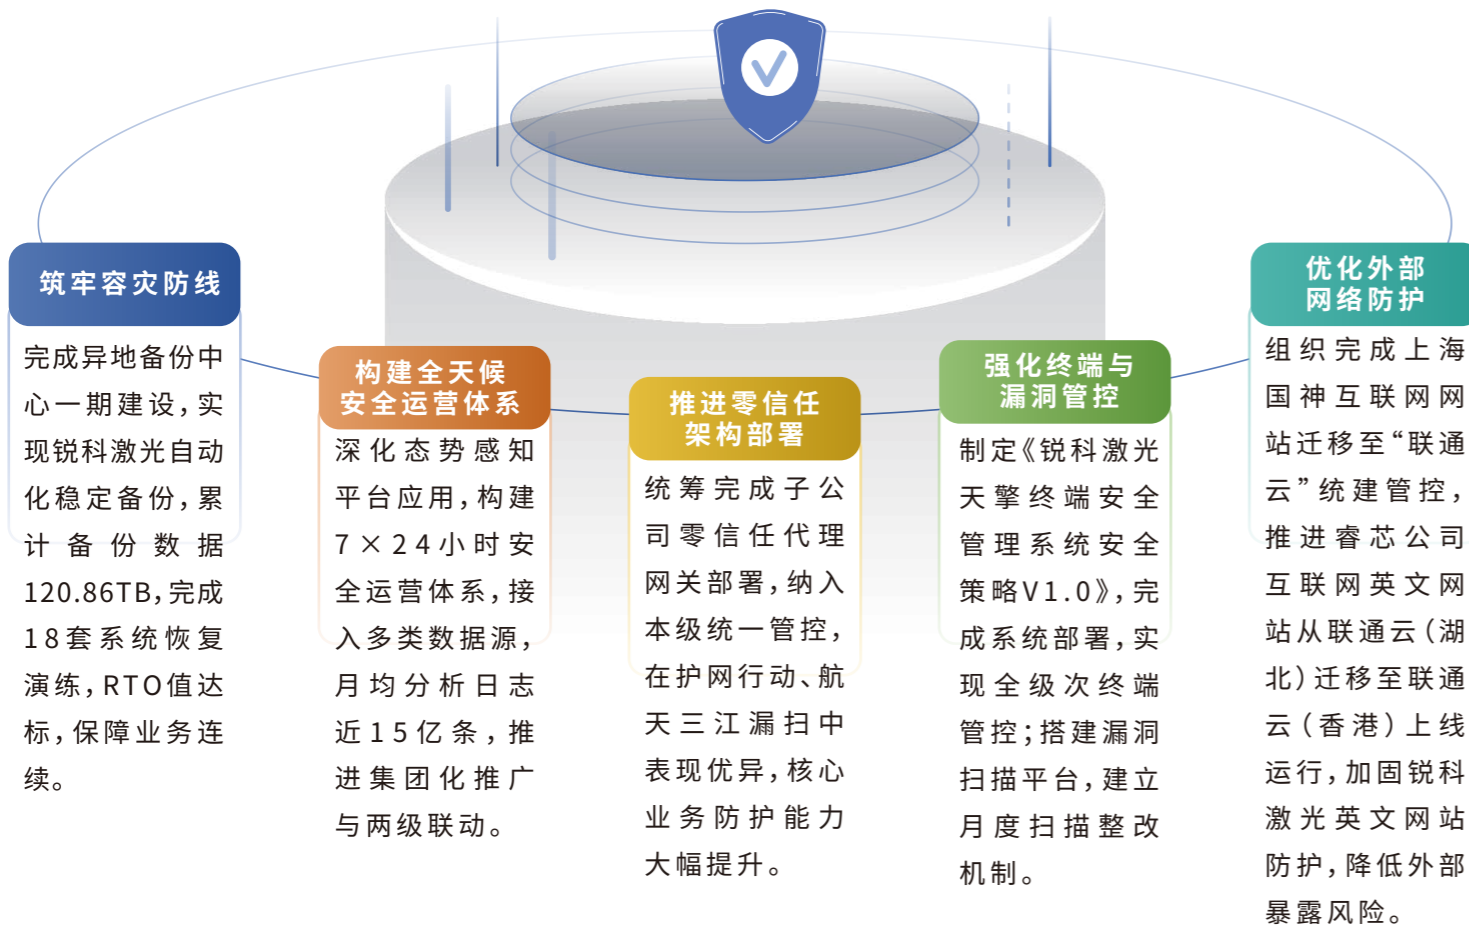 筑牢容灾防线
完成异地备份中
心一期建设，实
现锐科激光自动
化稳定备份，累
计备份数据
120.86TB，完成
18套系统恢复
演练，RTO值达
标，保障业务连
续。
构建全天候
安全运营体系
深化态势感知
平台应用，构建
7×24小时安
全运营体系，接
入多类数据源，
月均分析日志
近15亿条，推
进集团化推广
与两级联动。
推进零信任
架构部署
统筹完成子公
司零信任代理
网关部署，纳入
本级统一管控，
在护网行动、航
天三江漏扫中
表现优异，核心
业务防护能力
大幅提升。
强化终端与
漏洞管控
制定《锐科激光
天擎终端安全
管理系统安全
策略V1.0》，完
成系统部署，实
现全级次终端
管控；搭建漏洞
扫描平台，建立
月度扫描整改
机制。
优化外部
网络防护
组织完成上海
国神互联网网
站迁移至“联通
云”统建管控，
推进睿芯公司
互联网英文网
站从联通云（湖
北）迁移至联通
云（香港）上线
运行，加固锐科
激光英文网站
防护，降低外部
暴露风险。